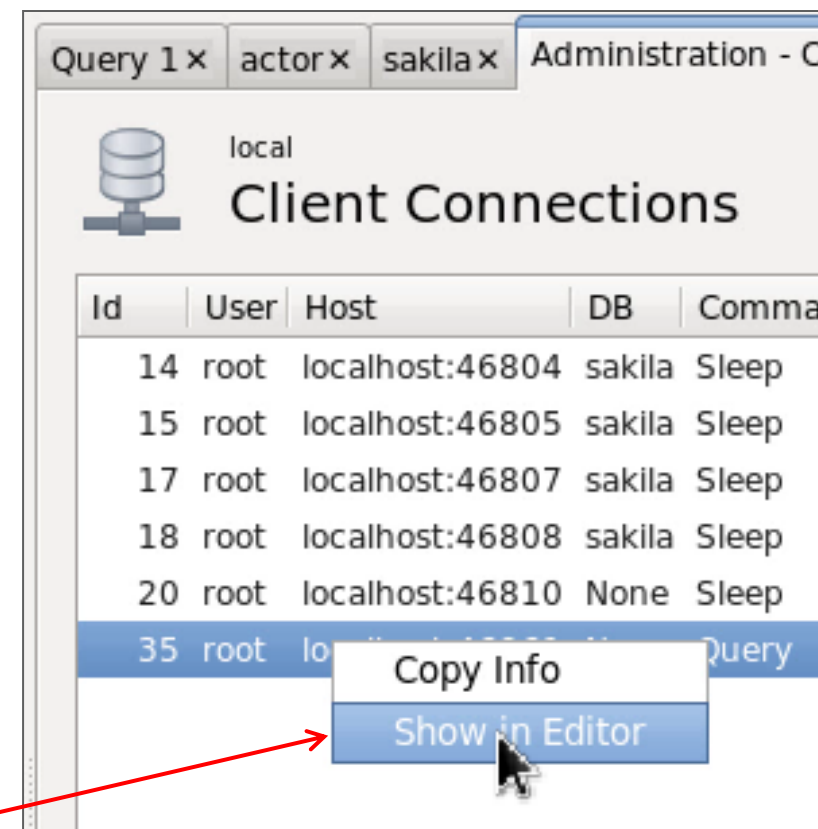 Query 1× actor× sakila× Administration -
local
Client Connections
Id User Host DB
14 root localhost:46804 sakila Sleep
15 root localhost:46805 sakila Sleep
17 root localhost:46807 sakila Sleep
18 root localhost:46808 sakila Sleep
20 root localhost:46810 None Sleep
35 root Query
Copy Info
Show in Editor